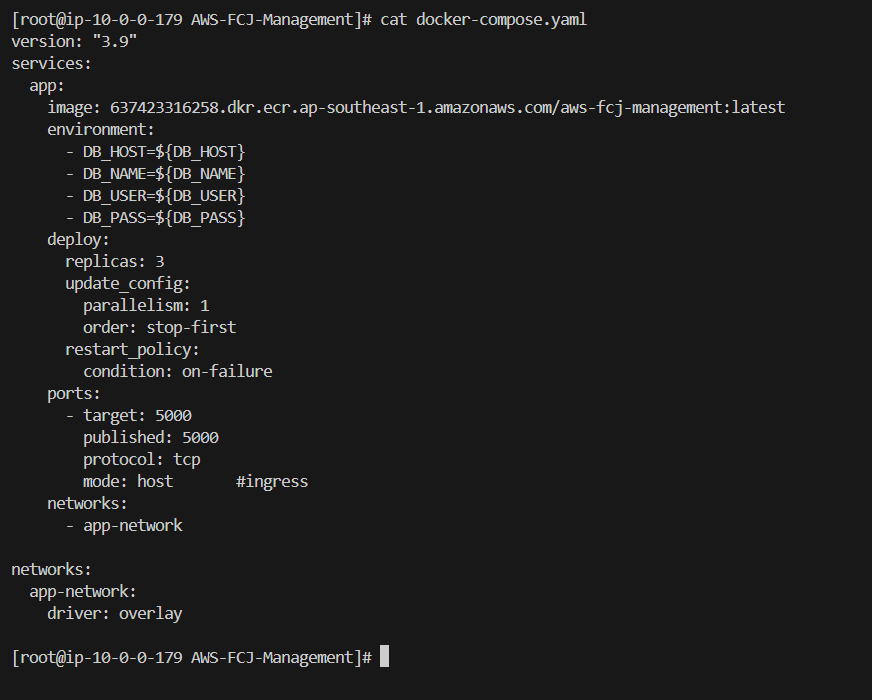 [root@ip-10-0-0-179 AWS-FCJ-Management]# cat docker-compose.yaml
version: "3.9"
services:
  app:
    image: 637423316258.dkr.ecr.ap-southeast-1.amazonaws.com/aws-fcj-management:latest
    environment:
      - DB_HOST=${DB_HOST}
      - DB_NAME=${DB_NAME}
      - DB_USER=${DB_USER}
      - DB_PASS=${DB_PASS}
    deploy:
      replicas: 3
      update_config:
        parallelism: 1
        order: stop-first
      restart_policy:
        condition: on-failure
    ports:
      - target: 5000
        published: 5000
        protocol: tcp
        mode: host       #ingress
    networks:
      - app-network

networks:
  app-network:
    driver: overlay

[root@ip-10-0-0-179 AWS-FCJ-Management]#